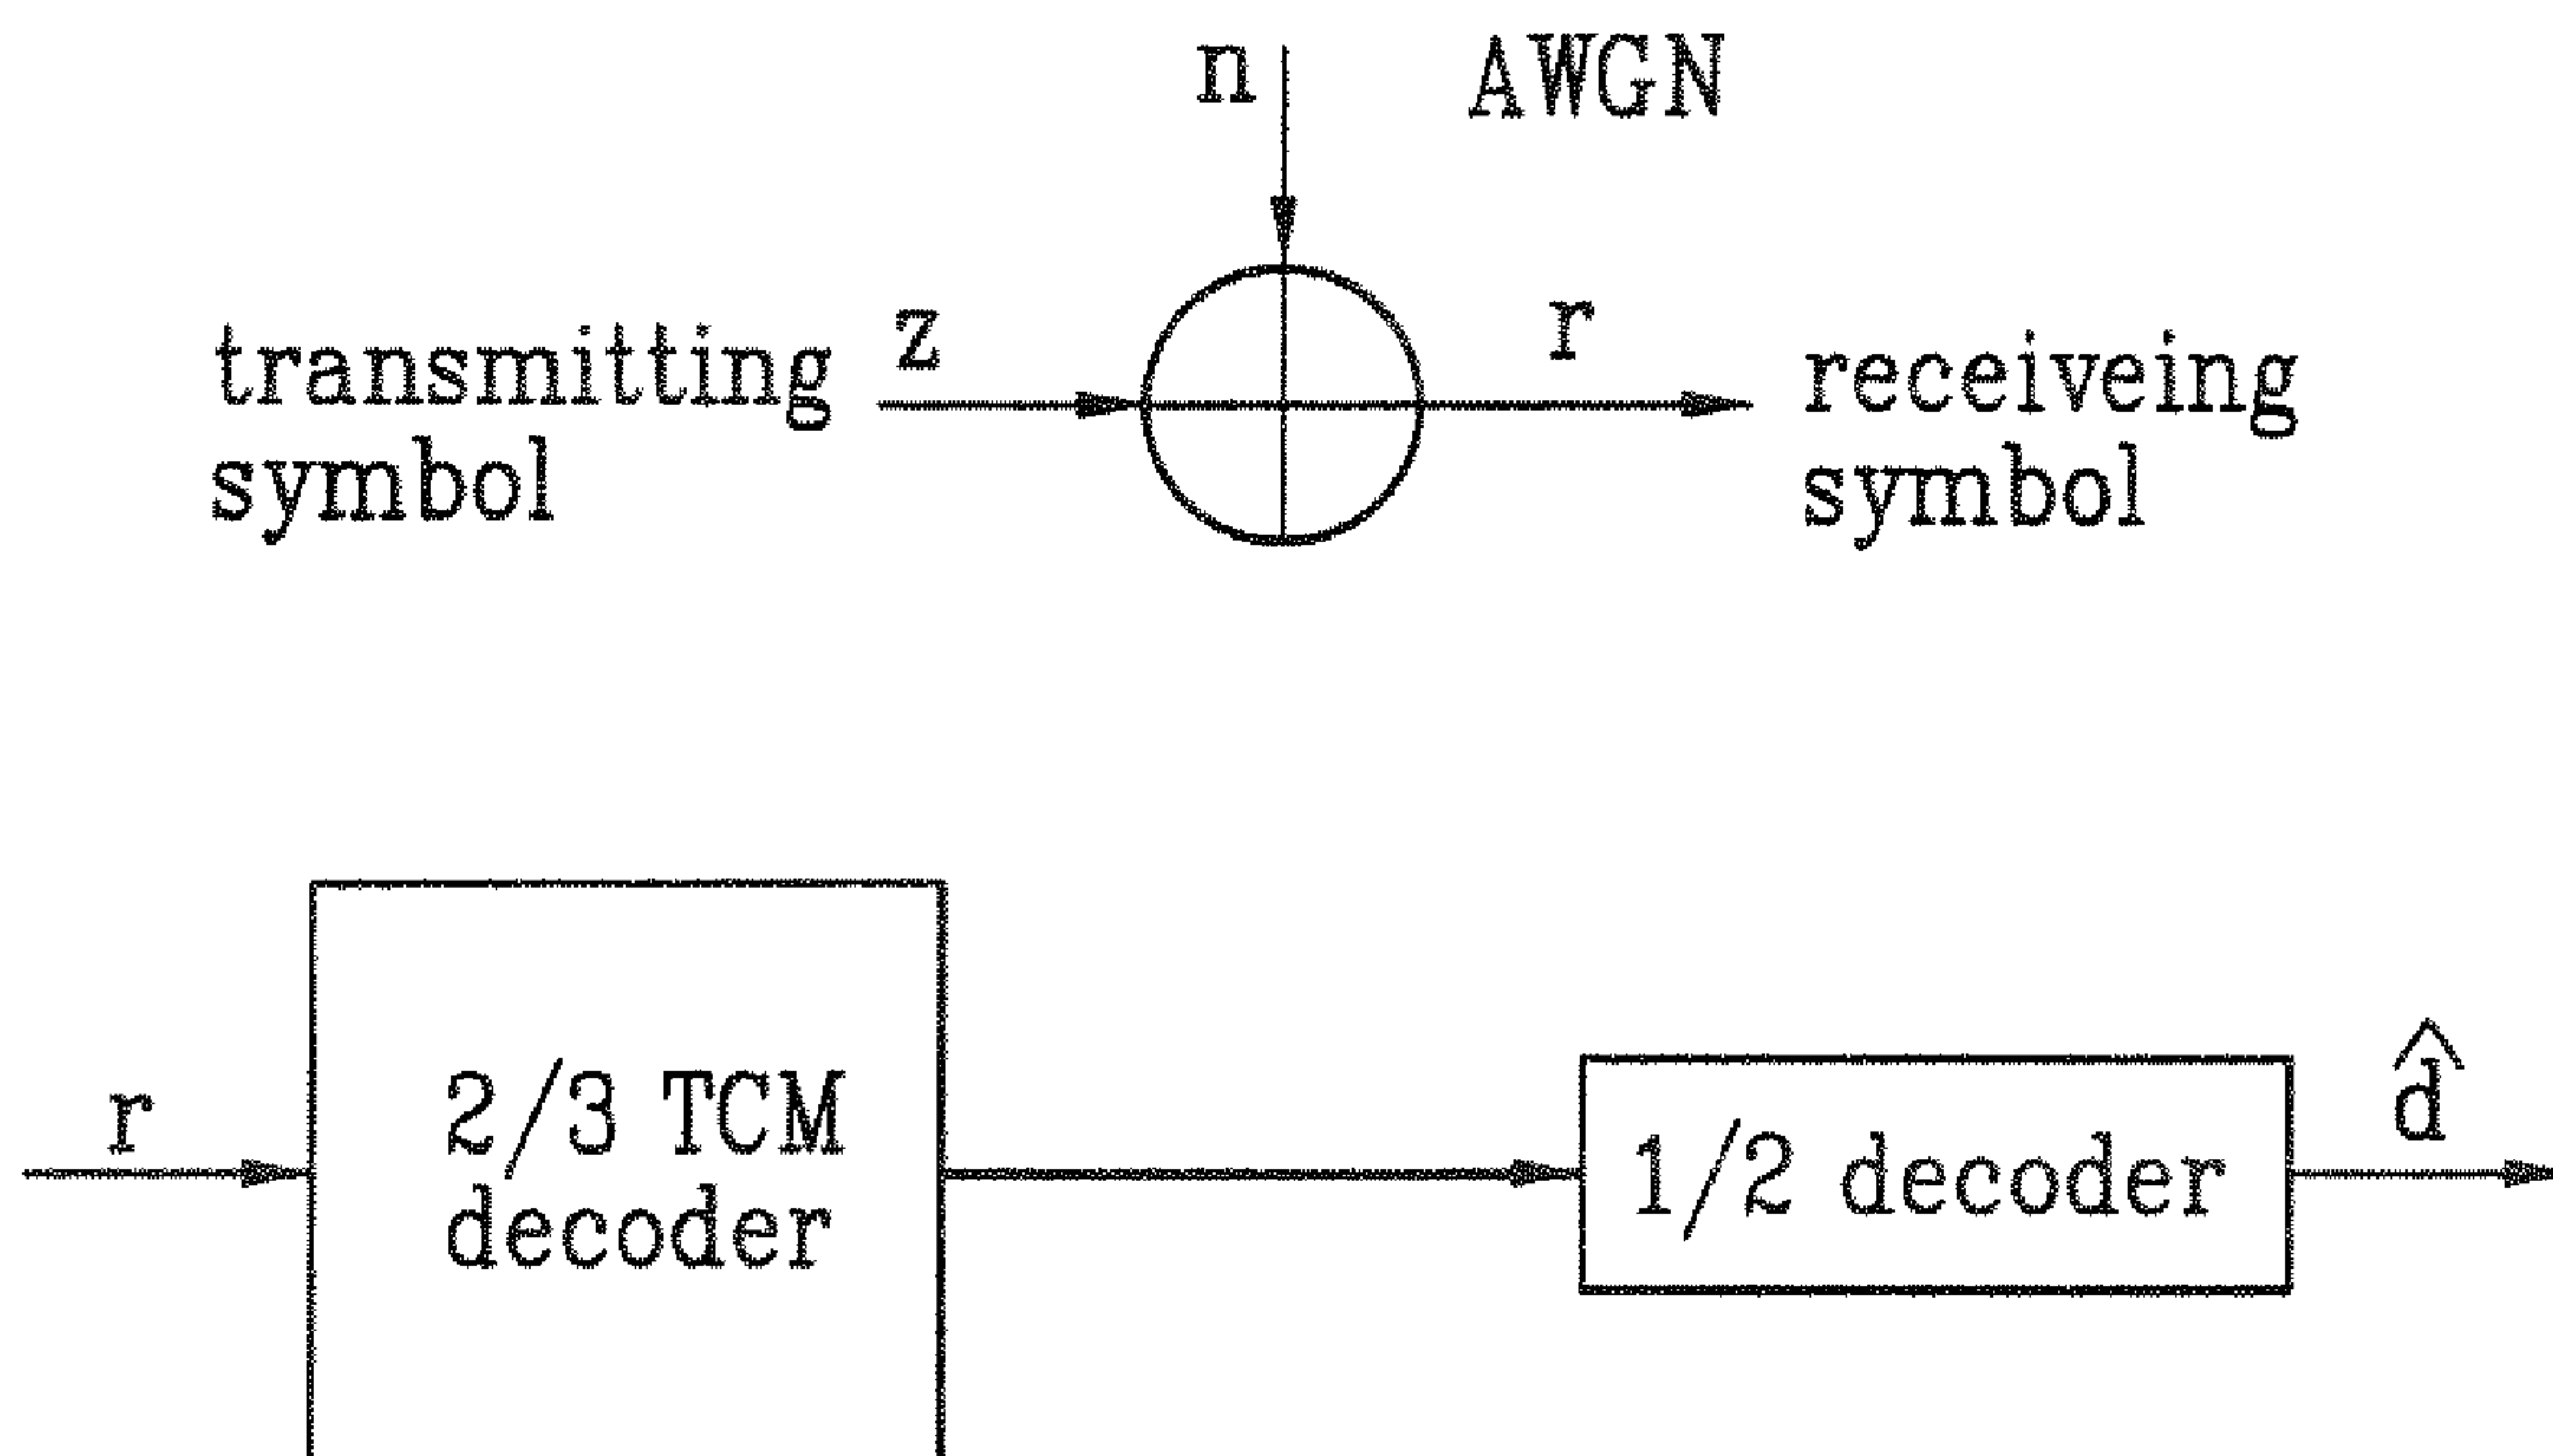 n AWGN
z
r
transmitting
symbol
receiveing
symbol
r
2/3 TCM
decoder
1/2 decoder
d̂